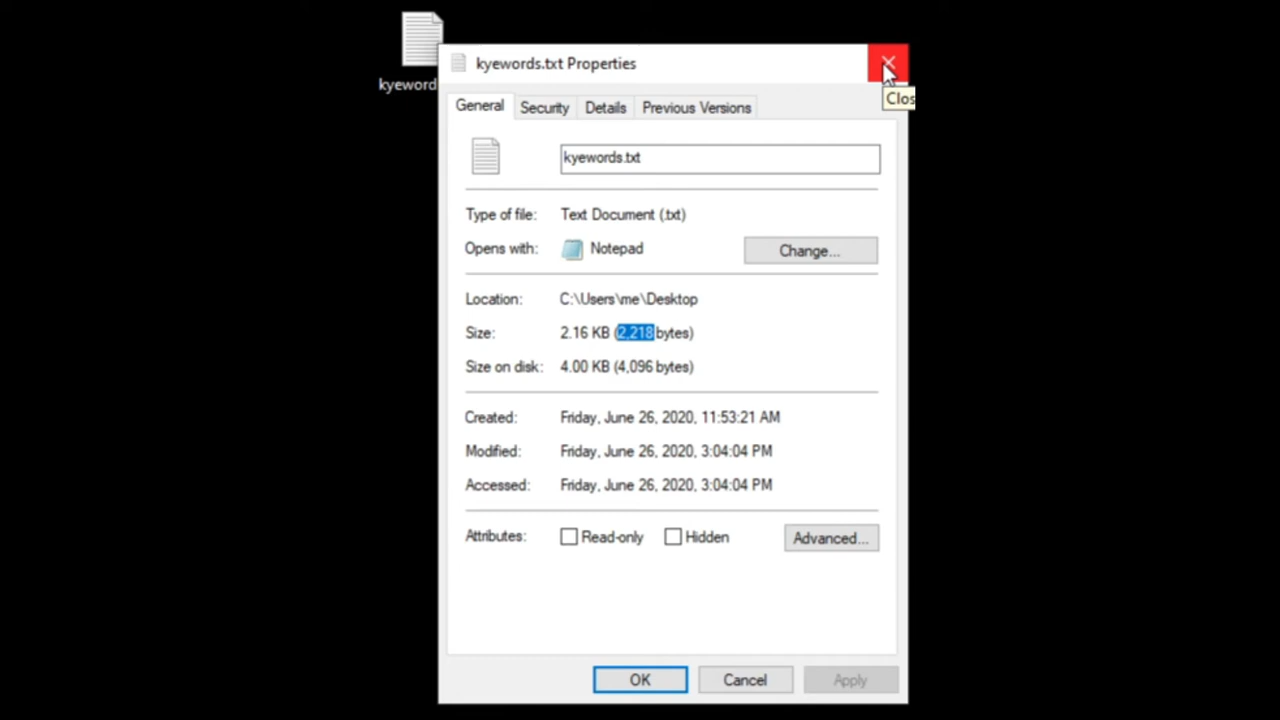 kyeword
kyewords.txt Properties
Clos
General Security Details Previous Versions
kyewords.txt
Type of file: Text Document (.txt)
Opens with: Notepad Change...
Location: C:\Users\me\Desktop
Size: 2.16 KB (2,218 bytes)
Size on disk: 4.00 KB (4,096 bytes)
Created: Friday, June 26, 2020, 11:53:21 AM
Modified: Friday, June 26, 2020, 3:04:04 PM
Accessed: Friday, June 26, 2020, 3:04:04 PM
Attributes: Read-only Hidden Advanced...
OK Cancel Apply